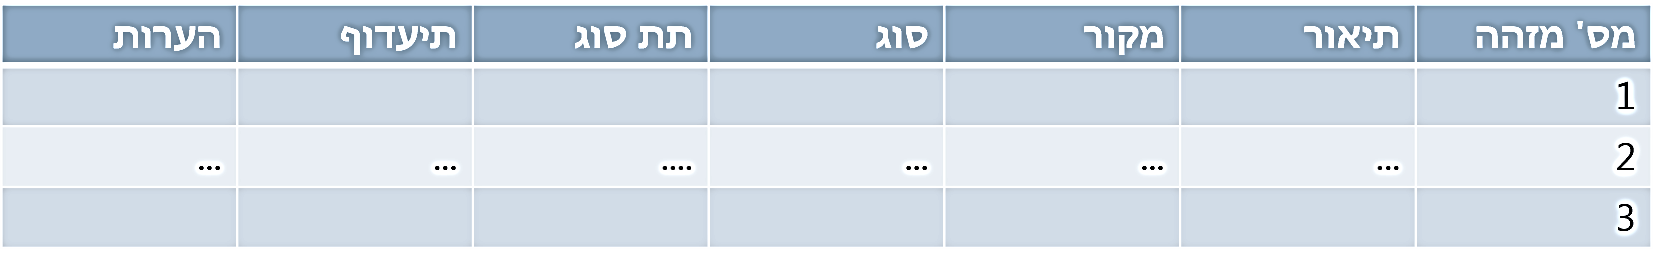 מס' מזהה תיאור מקור סוג תת סוג תיעדוף הערות
1
2 ... ... ... .... ... ...
3